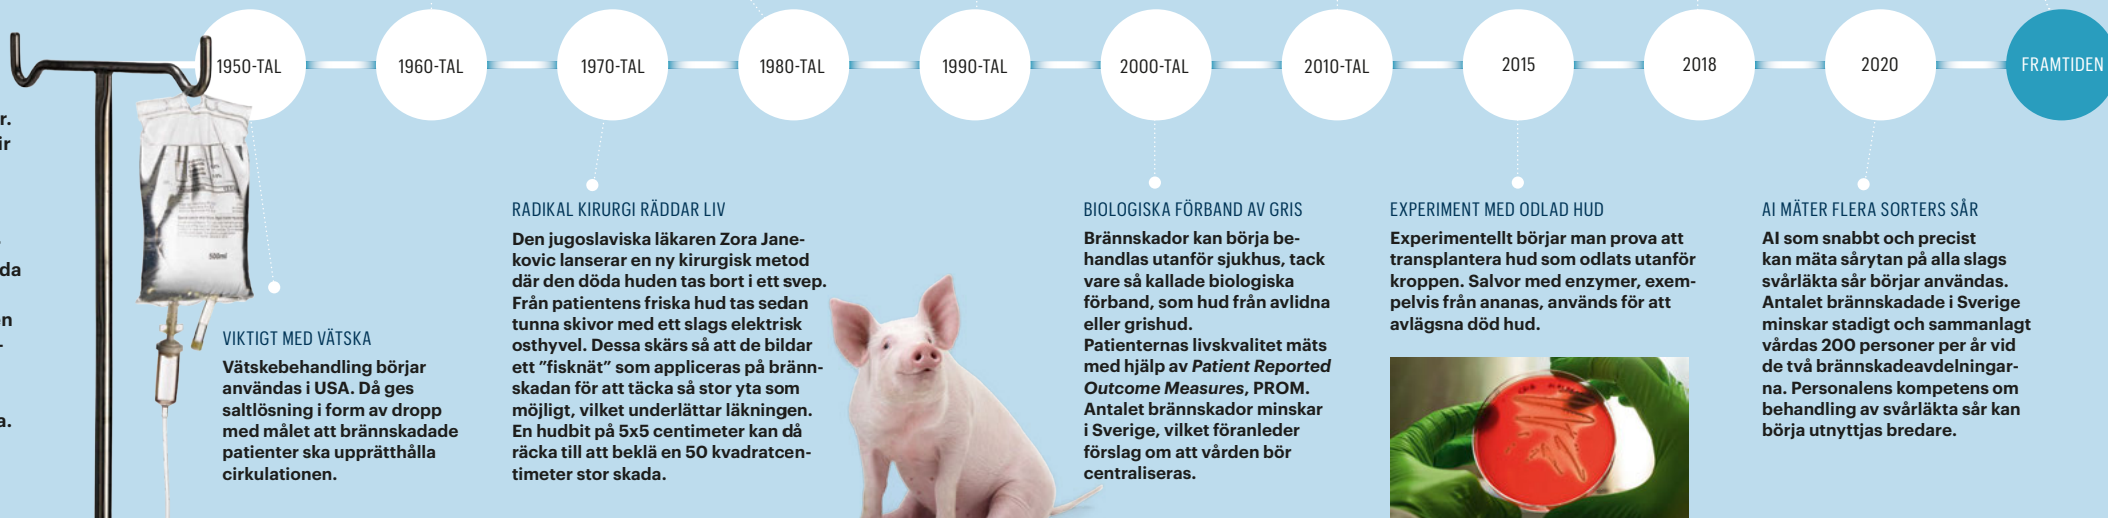 1950-TAL
1960-TAL
1970-TAL
1980-TAL
1990-TAL
2000-TAL
2010-TAL
2015
2018
2020
FRAMTIDEN
r.
ir
da
n
-
a.
500ml
VIKTIGT MED VÄTSKA
Vätskebehandling börjar
användas i USA. Då ges
saltlösning i form av dropp
med målet att brännskadade
patienter ska upprätthålla
cirkulationen.
RADIKAL KIRURGI RÄDDAR LIV
Den jugoslaviska läkaren Zora Jane-
kovic lanserar en ny kirurgisk metod
där den döda huden tas bort i ett svep.
Från patientens friska hud tas sedan
tunna skivor med ett slags elektrisk
osthyvel. Dessa skärs så att de bildar
ett ”fisknät” som appliceras på bränn-
skadan för att täcka så stor yta som
möjligt, vilket underlättar läkningen.
En hudbit på 5x5 centimeter kan då
räcka till att beklä en 50 kvadratcen-
timeter stor skada.
BIOLOGISKA FÖRBAND AV GRIS
Brännskador kan börja be-
handlas utanför sjukhus, tack
vare så kallade biologiska
förband, som hud från avlidna
eller grishud.
Patienternas livskvalitet mäts
med hjälp av Patient Reported
Outcome Measures, PROM.
Antalet brännskador minskar
i Sverige, vilket föranleder
förslag om att vården bör
centraliseras.
EXPERIMENT MED ODLAD HUD
Experimentellt börjar man prova att
transplantera hud som odlats utanför
kroppen. Salvor med enzymer, exem-
pelvis från ananas, används för att
avlägsna död hud.
AI MÄTER FLERA SORTERS SÅR
AI som snabbt och precist
kan mäta sårytan på alla slags
svårläkta sår börjar användas.
Antalet brännskadade i Sverige
minskar stadigt och sammanlagt
vårdas 200 personer per år vid
de två brännskadeavdelningar-
na. Personalens kompetens om
behandling av svårläkta sår kan
börja utnyttjas bredare.